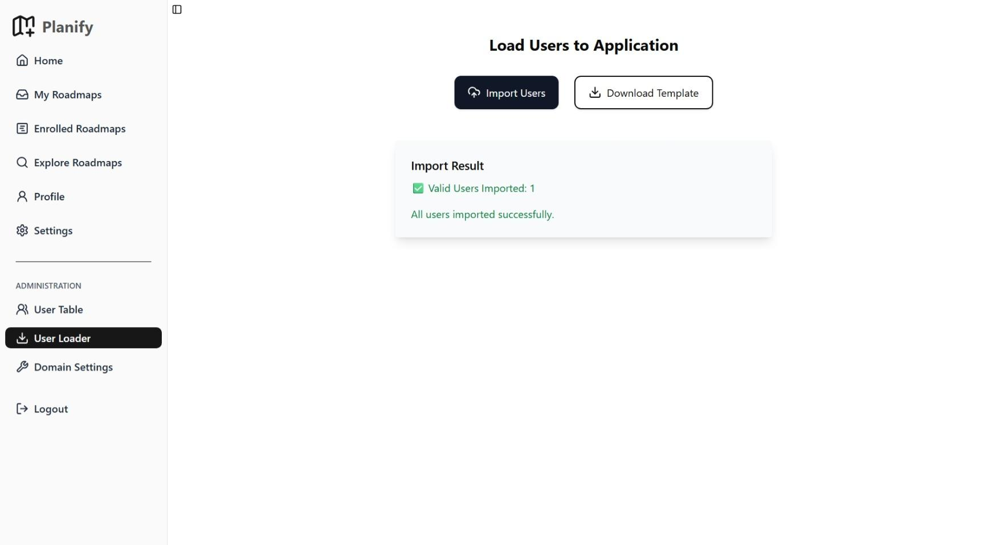 Planify
Home
My Roadmaps
Enrolled Roadmaps
Explore Roadmaps
Profile
Settings
ADMINISTRATION
User Table
User Loader
Domain Settings
Logout
Load Users to Application
Import Users
Download Template
Import Result
✅ Valid Users Imported: 1
All users imported successfully.